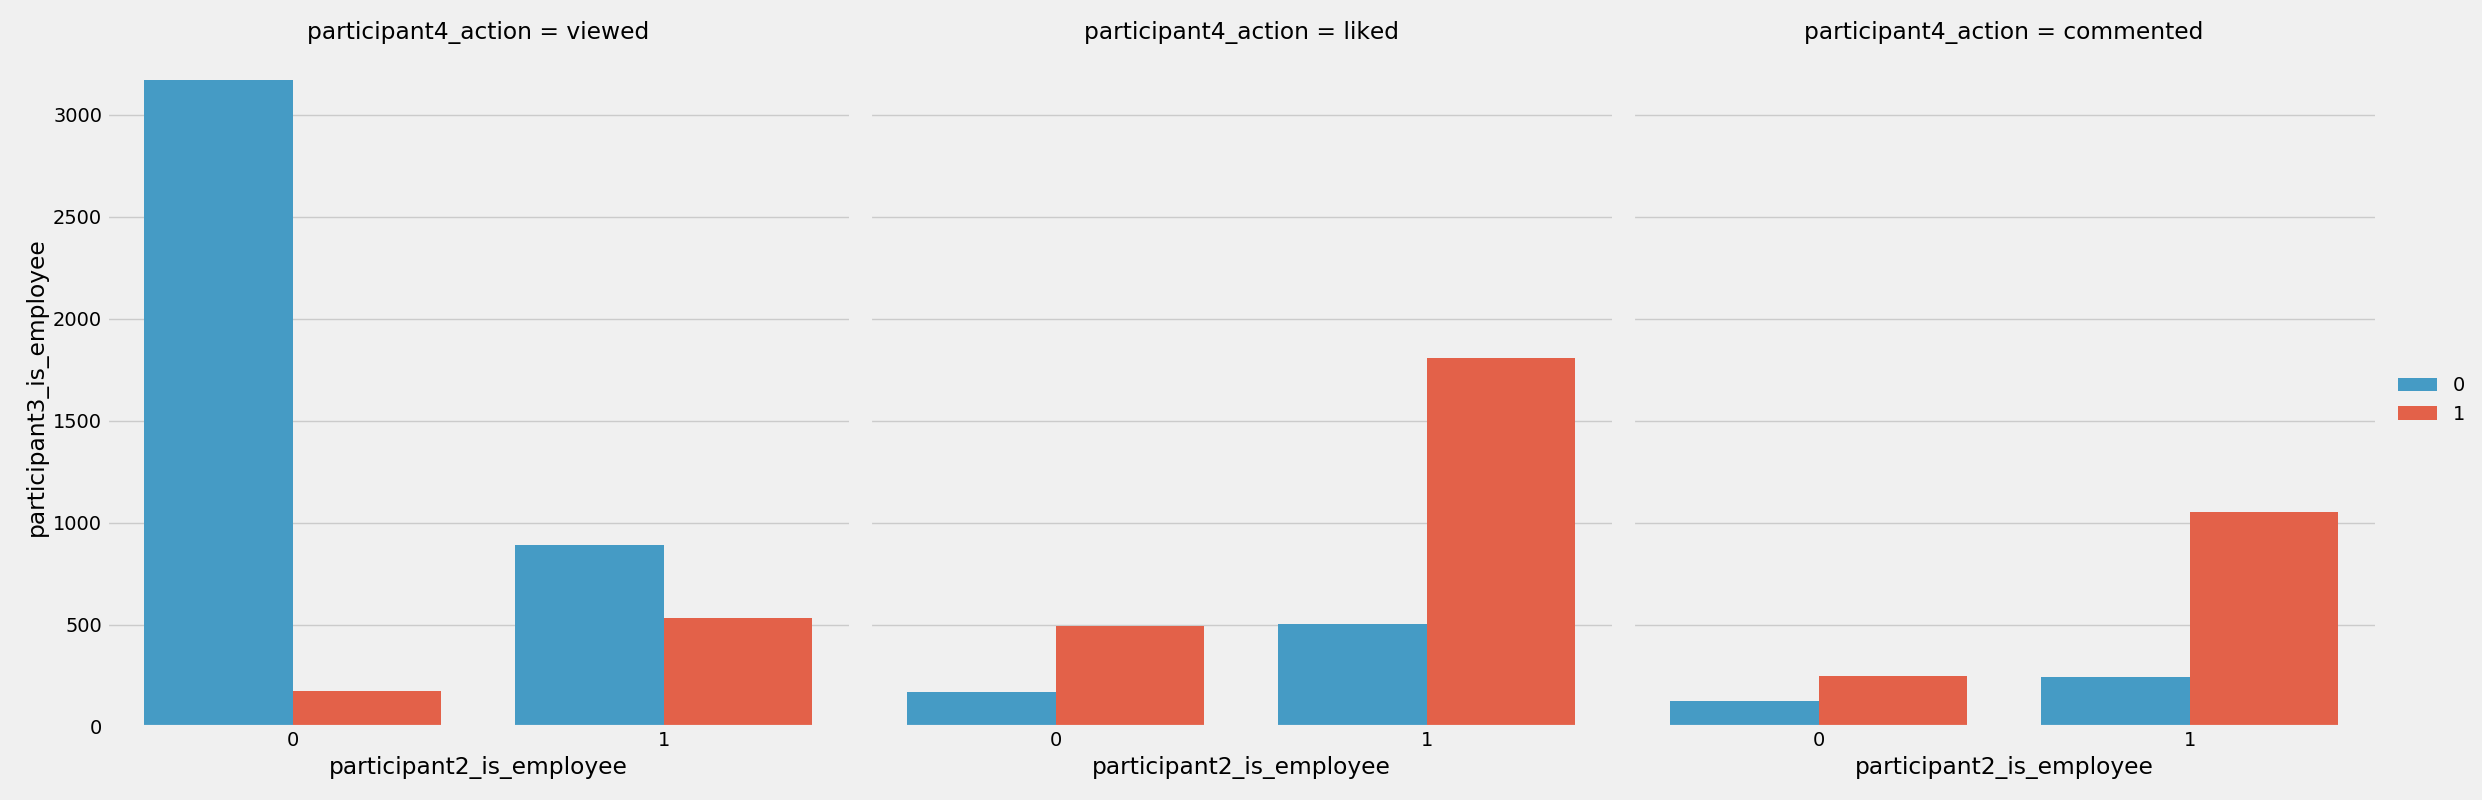 participant4_action = viewed
participant4_action = liked
participant4_action = commented
participant3_is_employee
3000
2500
2000
1500
1000
500
0
0
1
0
1
0
1
participant2_is_employee
participant2_is_employee
participant2_is_employee
0
1